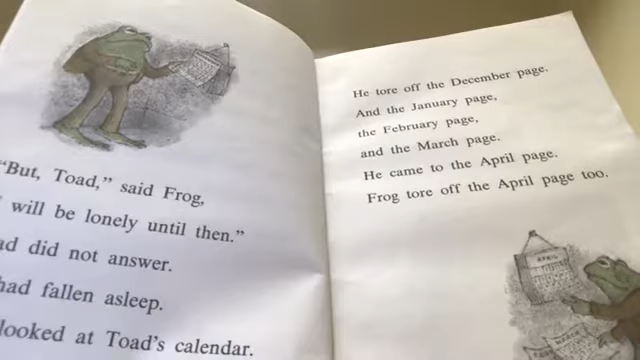 "But, Toad," said Frog,
will be lonely until then."
did not answer.
had fallen asleep.
looked at Toad's calendar.
He tore off the December page.
And the January page,
the February page,
and the March page.
He came to the April page.
Frog tore off the April page too.
APRIL
MARCH